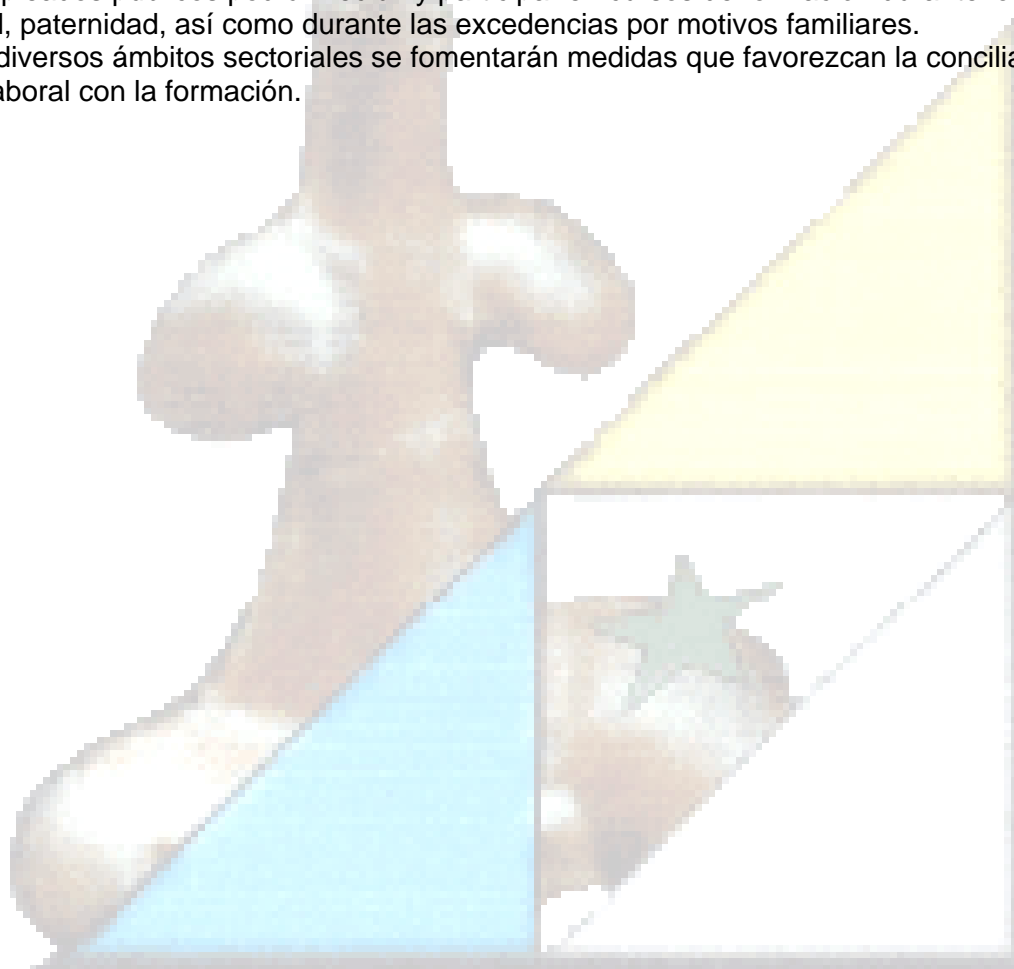 l, paternidad, así como durante las excedencias por motivos familiares.
diversos ámbitos sectoriales se fomentarán medidas que favorezcan la concilia
aboral con la formación.